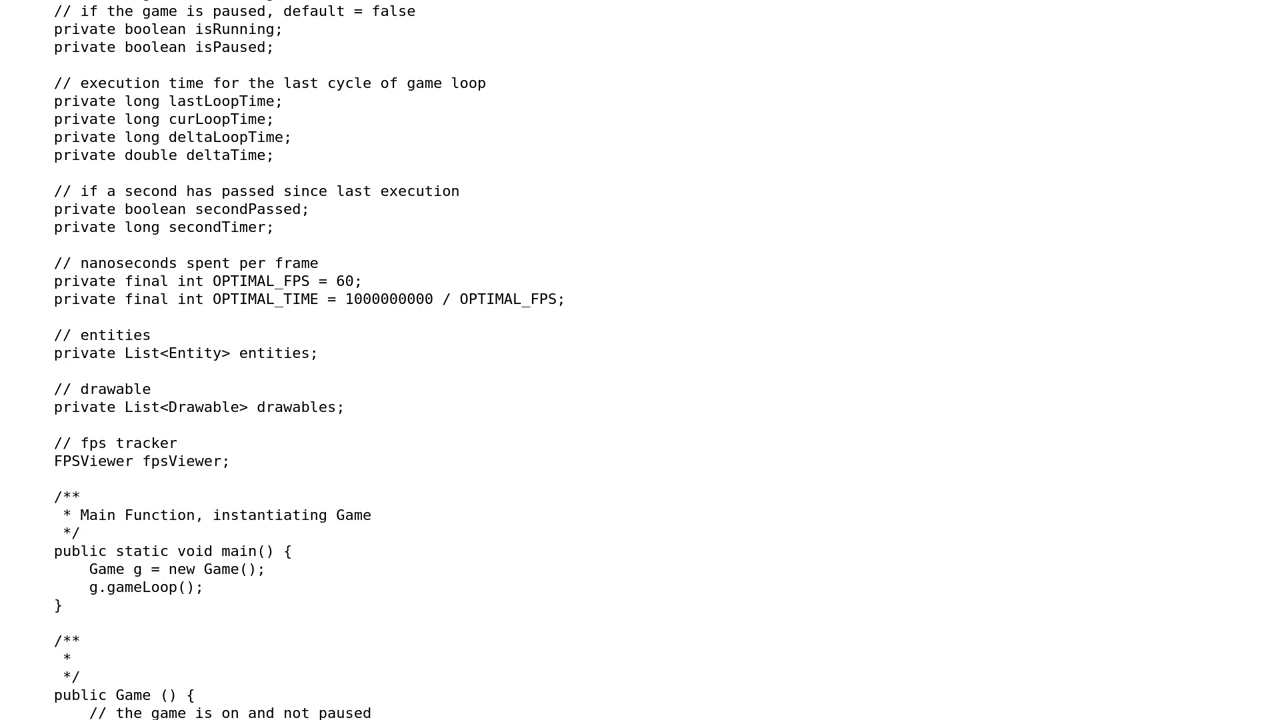 // if the game is paused, default = false
private boolean isRunning;
private boolean isPaused;

// execution time for the last cycle of game loop
private long lastLoopTime;
private long curLoopTime;
private long deltaLoopTime;
private double deltaTime;

// if a second has passed since last execution
private boolean secondPassed;
private long secondTimer;

// nanoseconds spent per frame
private final int OPTIMAL_FPS = 60;
private final int OPTIMAL_TIME = 1000000000 / OPTIMAL_FPS;

// entities
private List<Entity> entities;

// drawable
private List<Drawable> drawables;

// fps tracker
FPSViewer fpsViewer;

/**
 * Main Function, instantiating Game
 */
public static void main() {
    Game g = new Game();
    g.gameLoop();
}

/**
 *
 */
public Game () {
    // the game is on and not paused